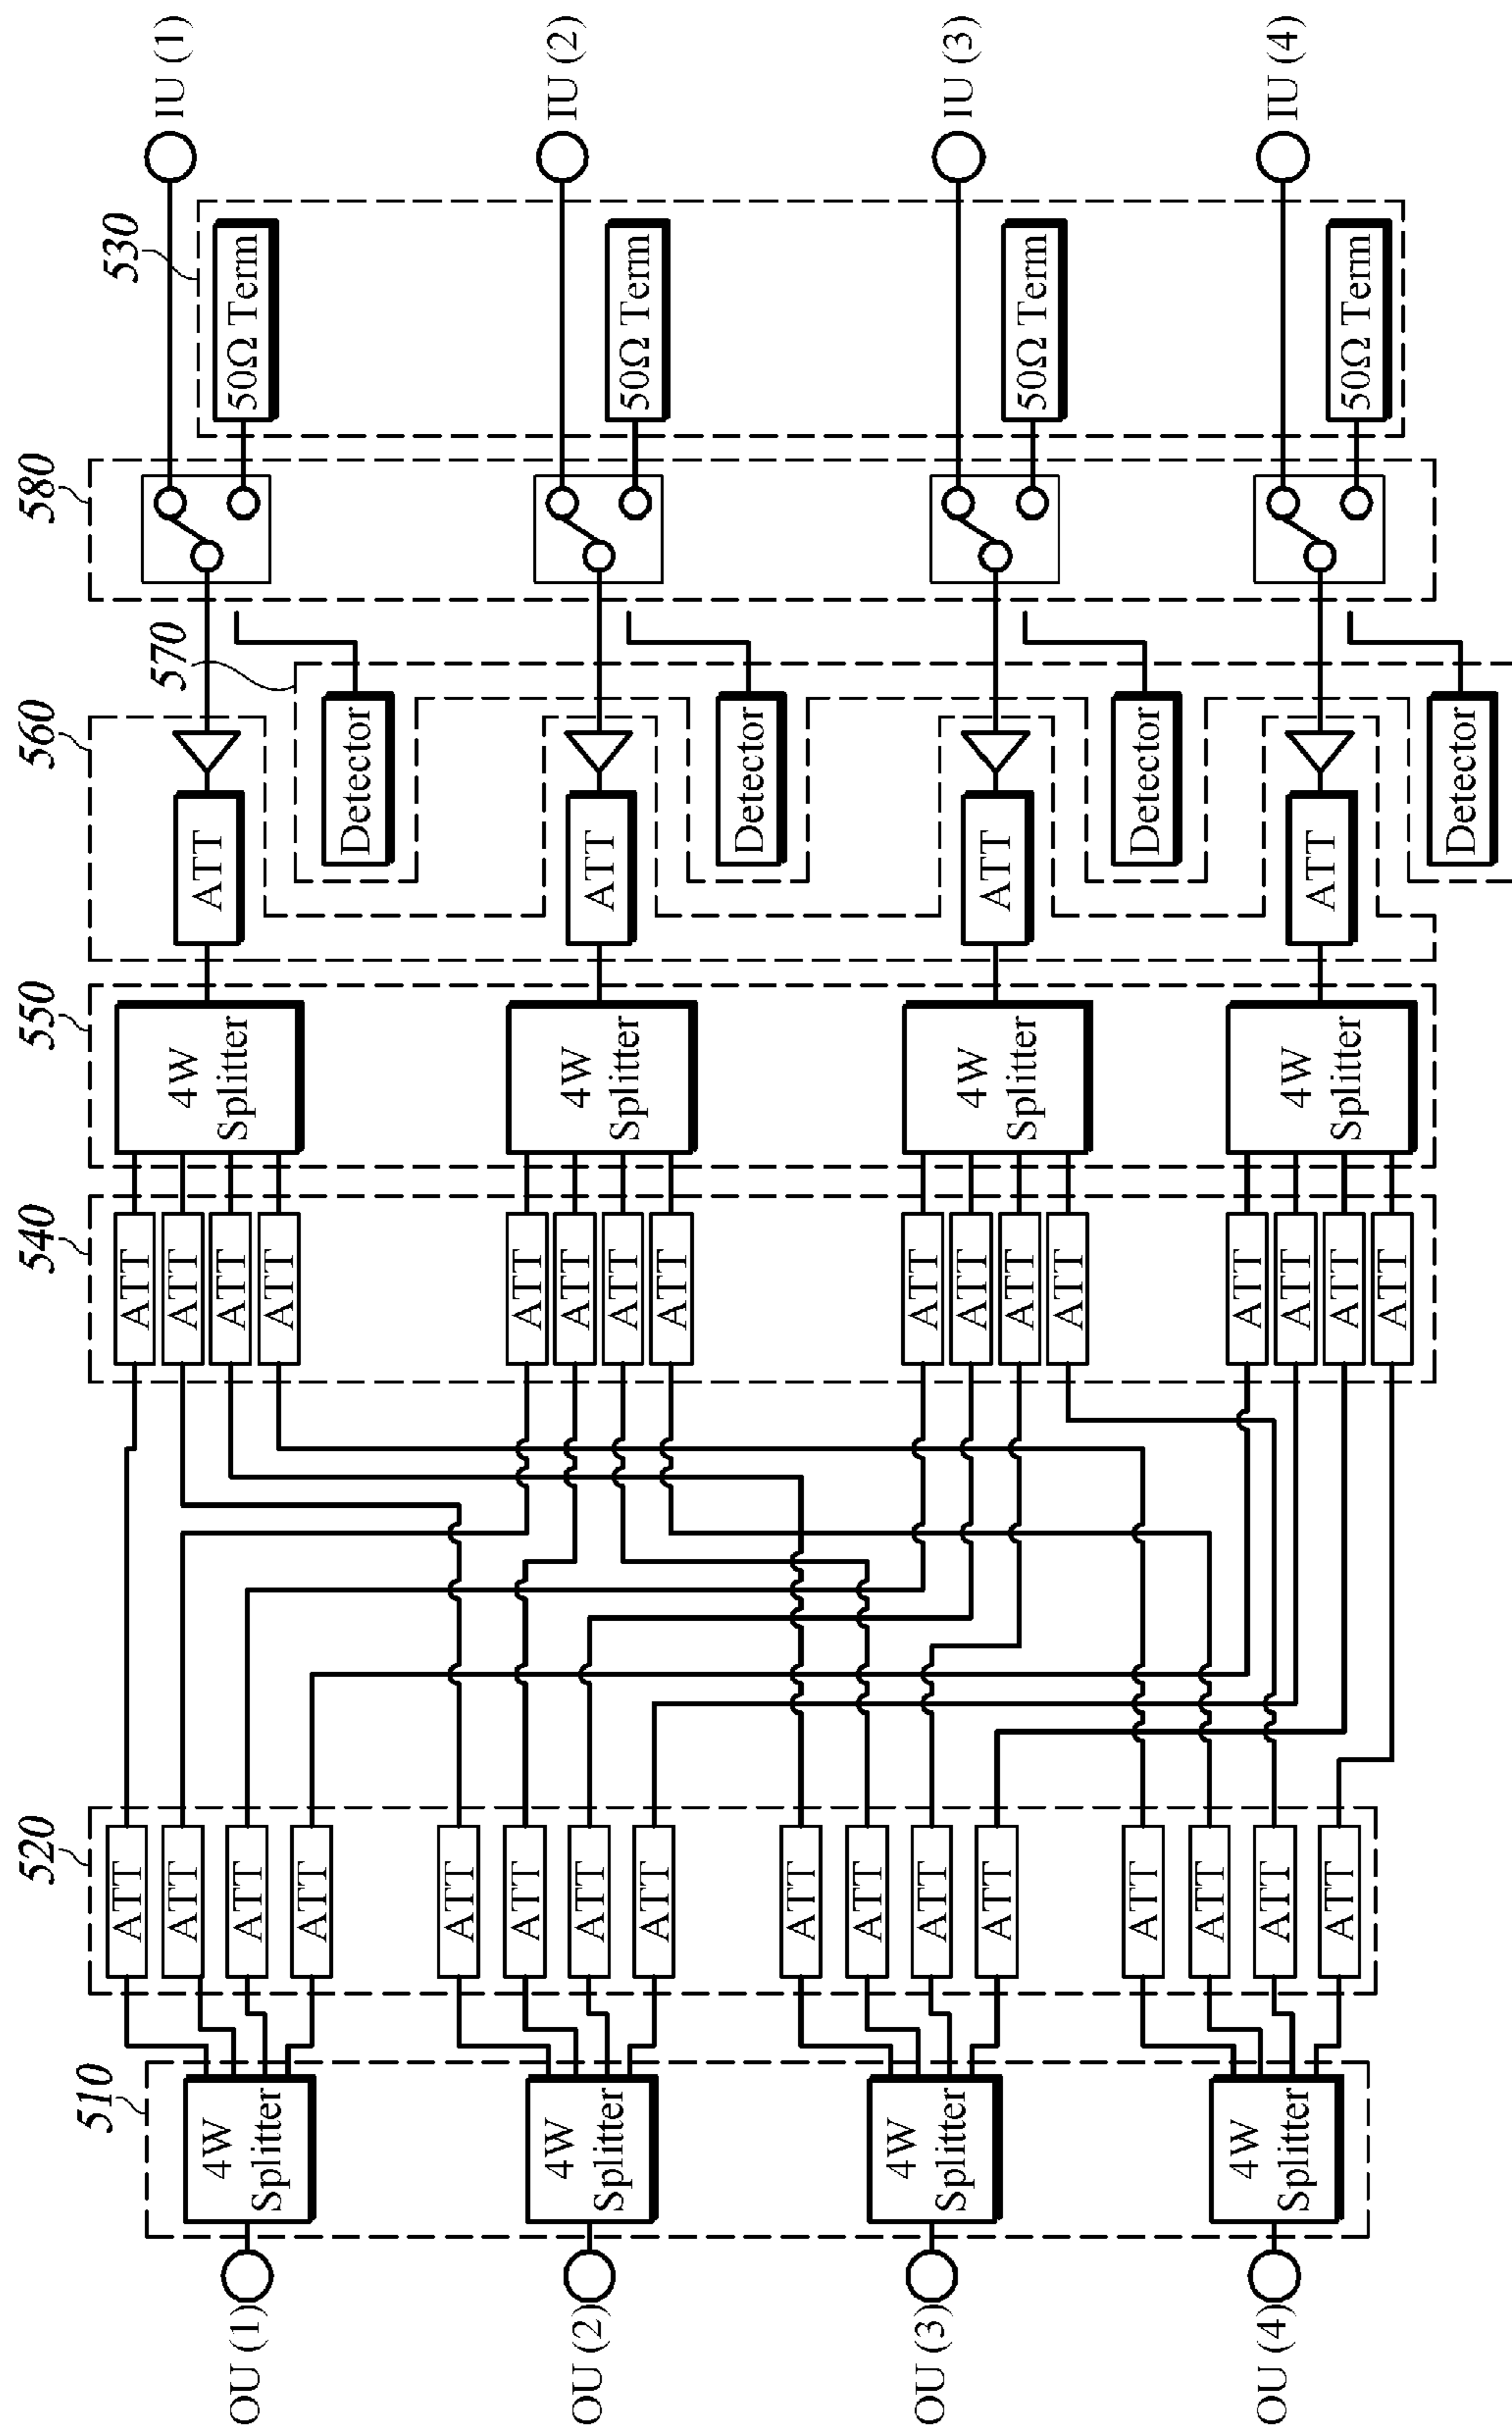 510
520
540
550
560
570
580
530
OU (1)
4W
Splitter
ATT
ATT
ATT
ATT
ATT
ATT
ATT
ATT
4W
Splitter
ATT
Detector
50Ω Term
IU (1)
OU (2)
4W
Splitter
ATT
ATT
ATT
ATT
ATT
ATT
ATT
ATT
4W
Splitter
ATT
Detector
50Ω Term
IU (2)
OU (3)
4W
Splitter
ATT
ATT
ATT
ATT
ATT
ATT
ATT
ATT
4W
Splitter
ATT
Detector
50Ω Term
IU (3)
OU (4)
4W
Splitter
ATT
ATT
ATT
ATT
ATT
ATT
ATT
ATT
4W
Splitter
ATT
Detector
50Ω Term
IU (4)